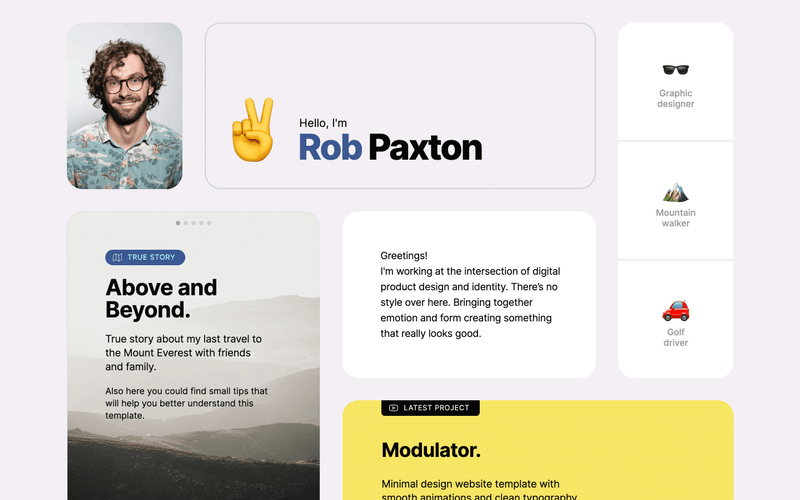 Hello, I'm
Rob Paxton
Graphic
designer
Mountain
walker
Golf
driver
TRUE STORY
Above and
Beyond.
True story about my last travel to
the Mount Everest with friends
and family.
Also here you could find small tips that
will help you better understand this
template.
Greetings!
I'm working at the intersection of digital
product design and identity. There's no
style over here. Bringing together
emotion and form creating something
that really looks good.
LATEST PROJECT
Modulator.
Minimal design website template with
smooth animations and clean typography